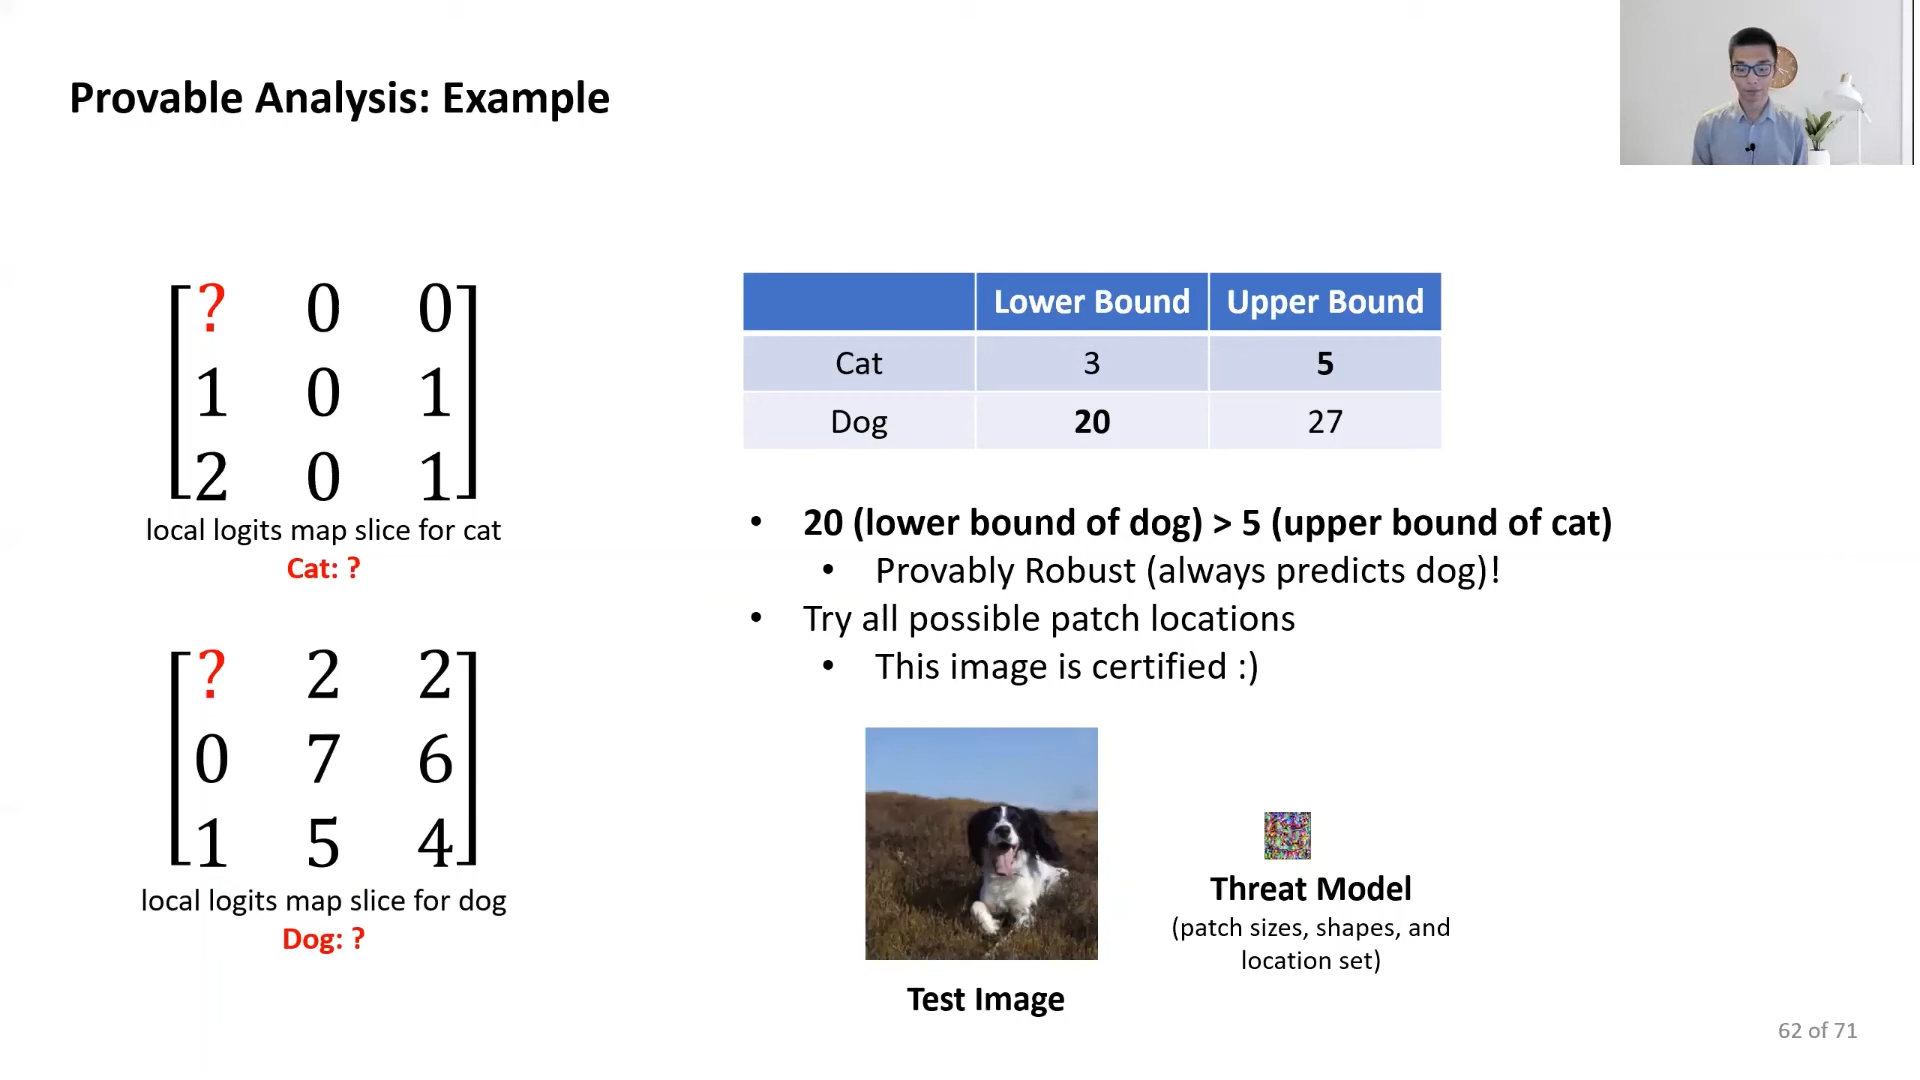 Provable Analysis: Example
? 0 0
1 0 1
2 0 1
local logits map slice for cat
Cat: ?
? 2 2
0 7 6
1 5 4
local logits map slice for dog
Dog: ?
Lower Bound Upper Bound
Cat 3 5
Dog 20 27
• 20 (lower bound of dog) > 5 (upper bound of cat)
• Provably Robust (always predicts dog)!
• Try all possible patch locations
• This image is certified :)
Test Image
Threat Model
(patch sizes, shapes, and
location set)
62 of 71